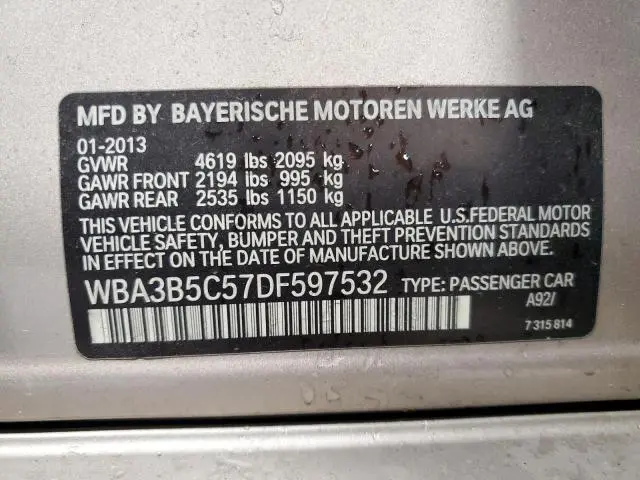 MFD BY BAYERISCHE MOTOREN WERKE AG
01-2013
GVWR 4619 lbs 2095 kg
GAWR FRONT 2194 lbs 995 kg
GAWR REAR 2535 lbs 1150 kg
THIS VEHICLE CONFORMS TO ALL APPLICABLE U.S.FEDERAL MOTOR
VEHICLE SAFETY, BUMPER AND THEFT PREVENTION STANDARDS
IN EFFECT ON THE DATE OF MANUFACTURE SHOWN ABOVE.
WBA3B5C57DF597532 TYPE: PASSENGER CAR
A92/
7 315 814